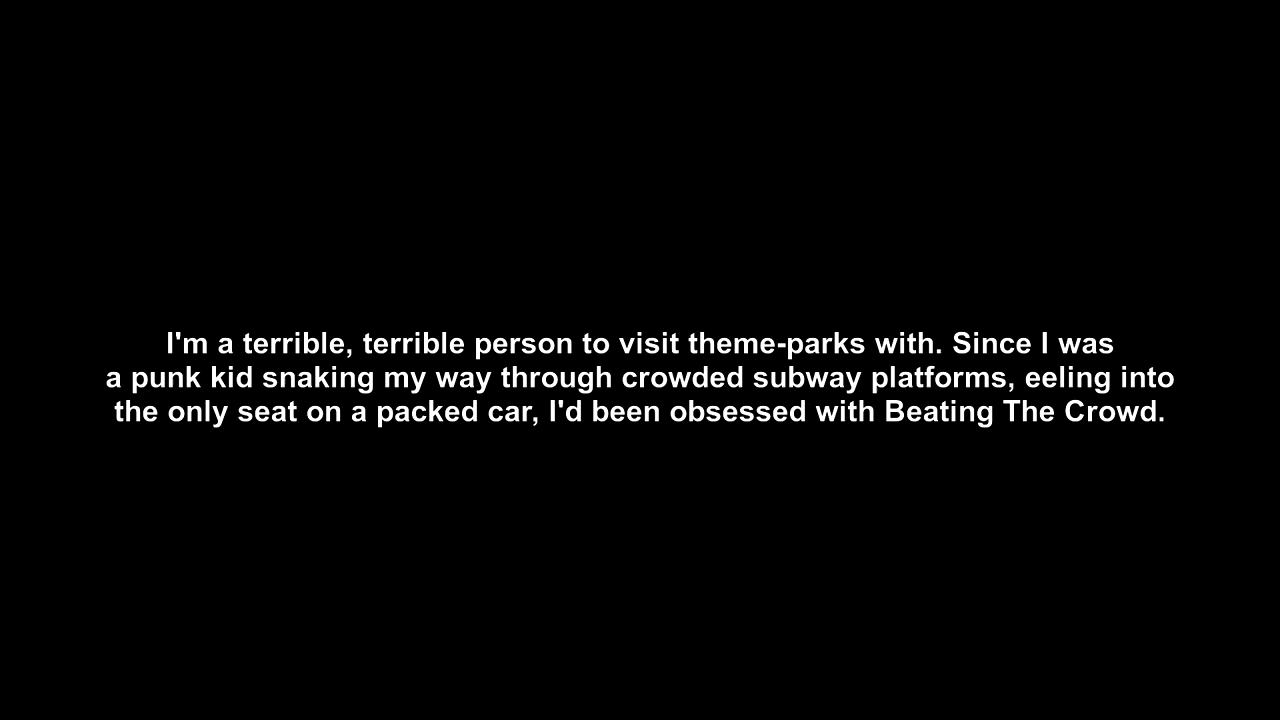 I'm a terrible, terrible person to visit theme-parks with. Since I was
a punk kid snaking my way through crowded subway platforms, eeling into
the only seat on a packed car, I'd been obsessed with Beating The Crowd.